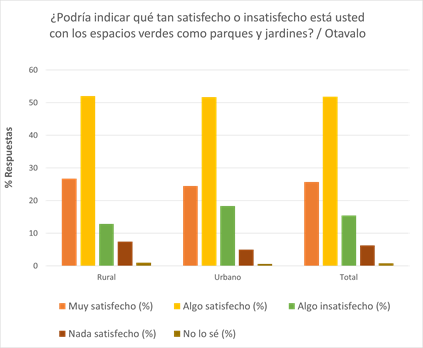 ¿Podría indicar qué tan satisfecho o insatisfecho está usted
con los espacios verdes como parques y jardines? / Otavalo
60
50
40
30
20
10
0
% Respuestas
Rural Urbano Total
Muy satisfecho (%) Algo satisfecho (%) Algo insatisfecho (%)
Nada satisfecho (%) No lo sé (%)